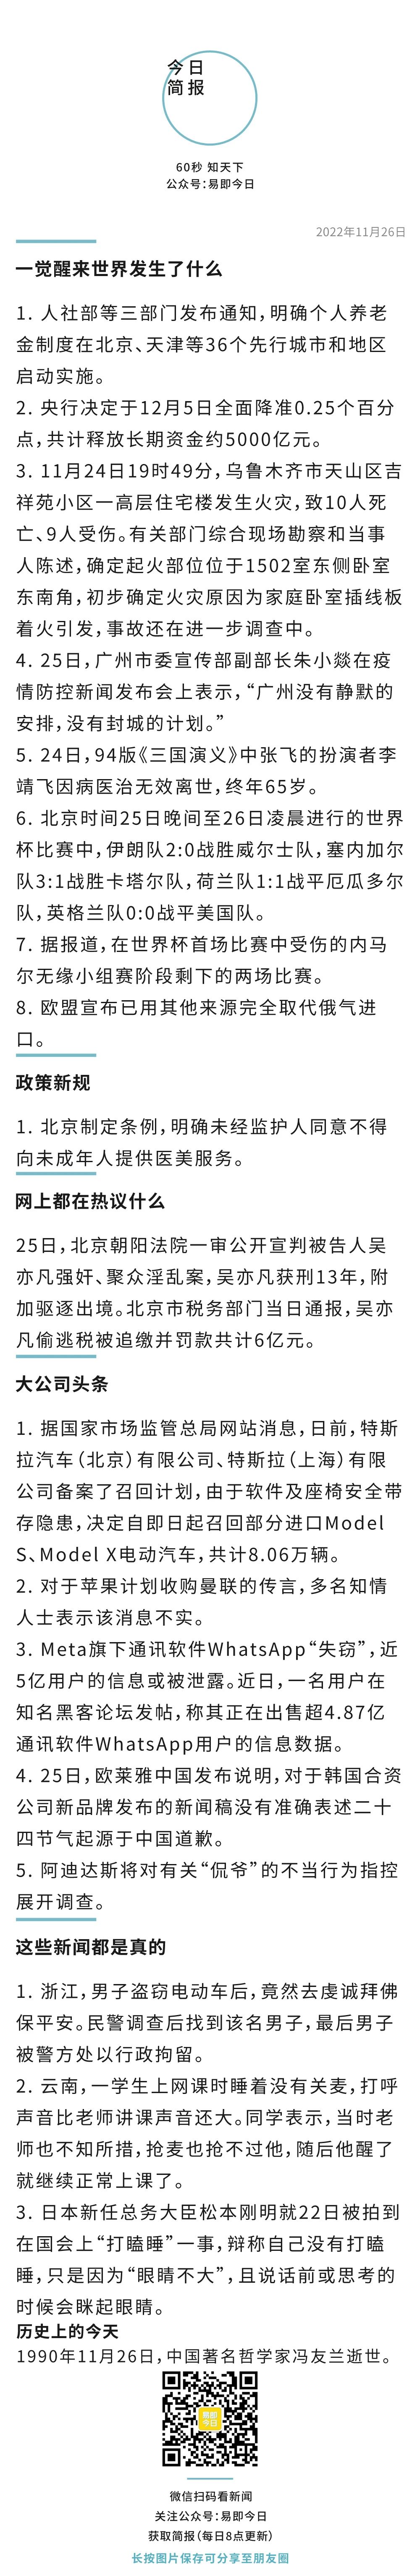 今日
简报
60秒 知天下
公众号:易即今日
2022年11月26日
一觉醒来世界发生了什么
1. 人社部等三部门发布通知,明确个人养老
金制度在北京、天津等36个先行城市和地区
启动实施。
2. 央行决定于12月5日全面降准0.25个百分
点,共计释放长期资金约5000亿元。
3. 11月24日19时49分,乌鲁木齐市天山区吉
祥苑小区一高层住宅楼发生火灾,致10人死
亡、9人受伤。有关部门综合现场勘察和当事
人陈述,确定起火部位位于1502室东侧卧室
东南角,初步确定火灾原因为家庭卧室插线板
着火引发,事故还在进一步调查中。
4. 25日,广州市委宣传部副部长朱小燚在疫
情防控新闻发布会上表示,“广州没有静默的
安排,没有封城的计划。”
5. 24日,94版《三国演义》中张飞的扮演者李
靖飞因病医治无效离世,终年65岁。
6. 北京时间25日晚间至26日凌晨进行的世界
杯比赛中,伊朗队2:0战胜威尔士队,塞内加尔
队3:1战胜卡塔尔队,荷兰队1:1战平厄瓜多尔
队,英格兰队0:0战平美国队。
7. 据报道,在世界杯首场比赛中受伤的内马
尔无缘小组赛阶段剩下的两场比赛。
8. 欧盟宣布已用其他来源完全取代俄气进
口。
政策新规
1. 北京制定条例,明确未经监护人同意不得
向未成年人提供医美服务。
网上都在热议什么
25日,北京朝阳法院一审公开宣判被告人吴
亦凡强奸、聚众淫乱案,吴亦凡获刑13年,附
加驱逐出境。北京市税务部门当日通报,吴亦
凡偷逃税被追缴并罚款共计6亿元。
大公司头条
1. 据国家市场监管总局网站消息,日前,特斯
拉汽车(北京)有限公司、特斯拉(上海)有限
公司备案了召回计划,由于软件及座椅安全带
存隐患,决定自即日起召回部分进口Model
S、Model X电动汽车,共计8.06万辆。
2. 对于苹果计划收购曼联的传言,多名知情
人士表示该消息不实。
3. Meta旗下通讯软件WhatsApp“失窃”,近
5亿用户的信息或被泄露。近日,一名用户在
知名黑客论坛发帖,称其正在出售超4.87亿
通讯软件WhatsApp用户的信息数据。
4. 25日,欧莱雅中国发布说明,对于韩国合资
公司新品牌发布的新闻稿没有准确表述二十
四节气起源于中国道歉。
5. 阿迪达斯将对有关“侃爷”的不当行为指控
展开调查。
这些新闻都是真的
1. 浙江,男子盗窃电动车后,竟然去虔诚拜佛
保平安。民警调查后找到该名男子,最后男子
被警方处以行政拘留。
2. 云南,一学生上网课时睡着没有关麦,打呼
声音比老师讲课声音还大。同学表示,当时老
师也不知所措,抢麦也抢不过他,随后他醒了
就继续正常上课了。
3. 日本新任总务大臣松本刚明就22日被拍到
在国会上“打瞌睡”一事,辩称自己没有打瞌
睡,只是因为“眼睛不大”,且说话前或思考的
时候会眯起眼睛。
历史上的今天
1990年11月26日,中国著名哲学家冯友兰逝世。
易即
今日
微信扫码看新闻
关注公众号:易即今日
获取简报(每日8点更新)
长按图片保存可分享至朋友圈